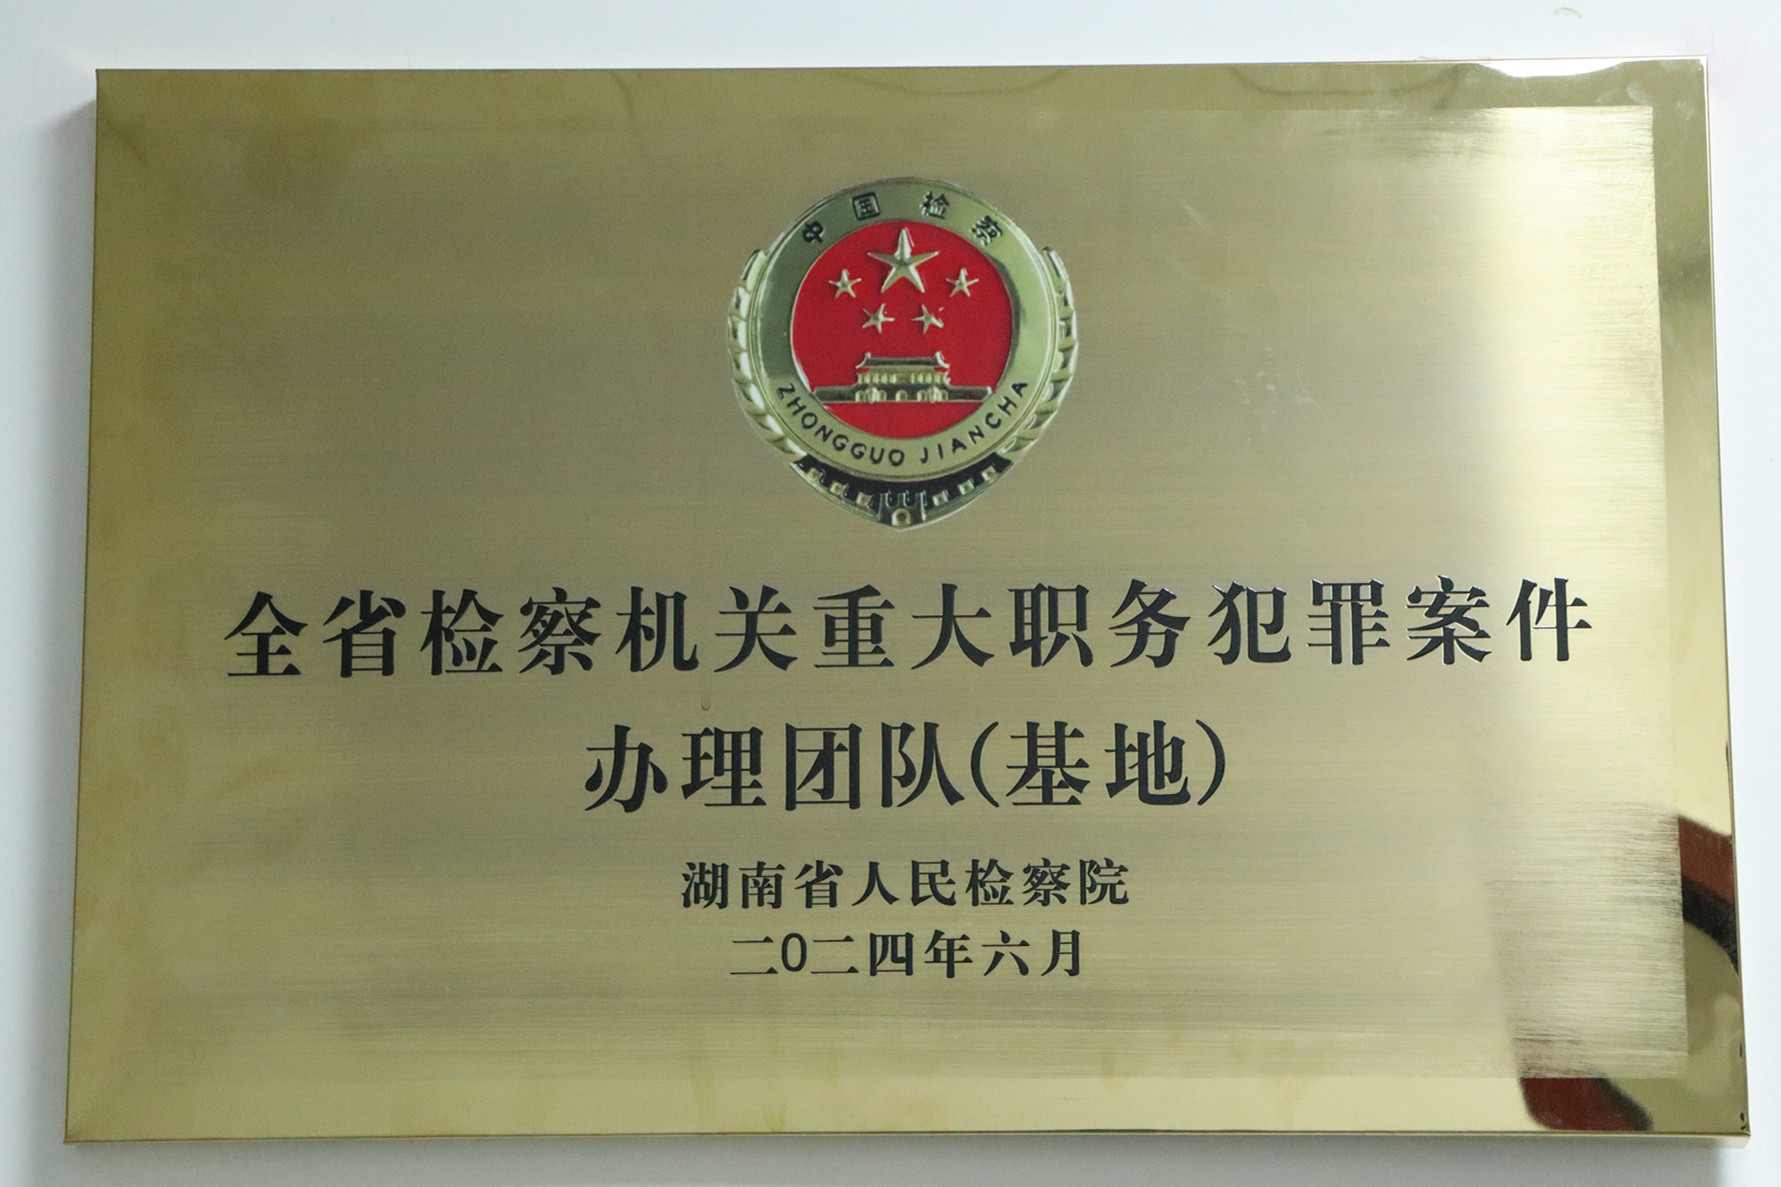 中国检察
ZHONGGUO JIANCHA
全省检察机关重大职务犯罪案件
办理团队(基地)
湖南省人民检察院
二0二四年六月